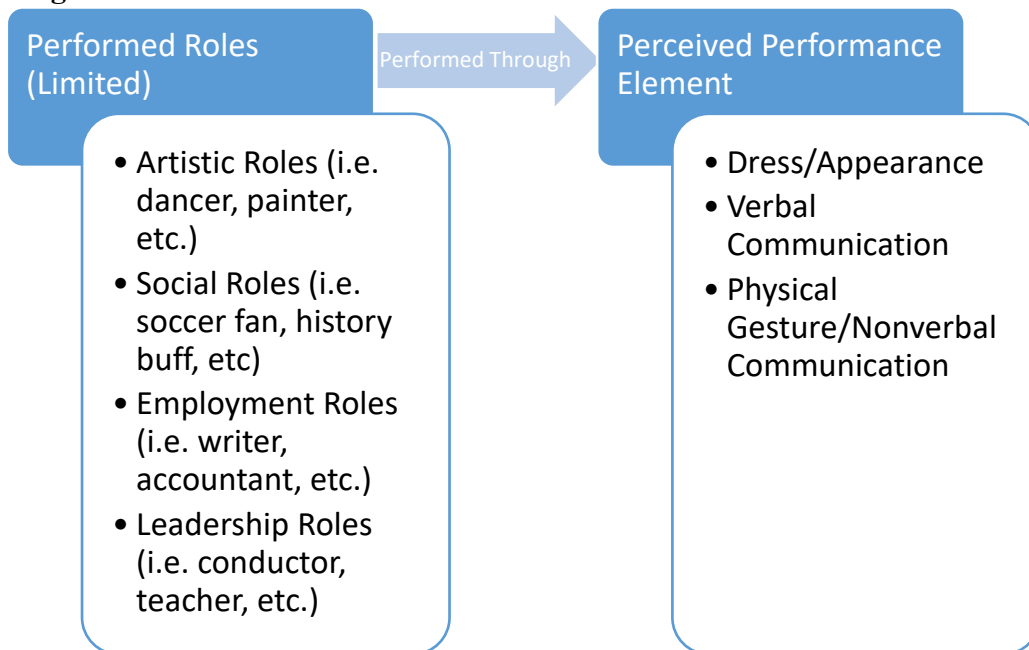 Performed Roles
(Limited)
Performed Through
Perceived Performance
Element
• Artistic Roles (i.e.
dancer, painter,
etc.)
• Social Roles (i.e.
soccer fan, history
buff, etc)
• Employment Roles
(i.e. writer,
accountant, etc.)
• Leadership Roles
(i.e. conductor,
teacher, etc.)
• Dress/Appearance
• Verbal
Communication
• Physical
Gesture/Nonverbal
Communication